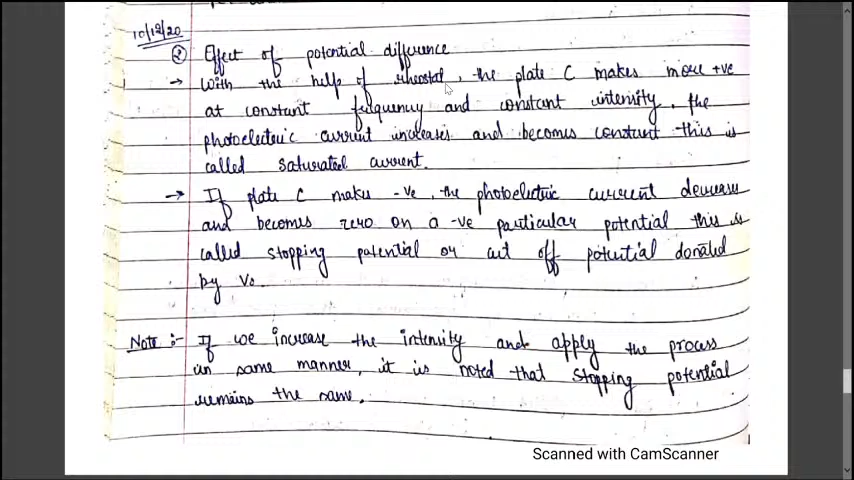 10/12/20
② Effect of potential difference
→ With the help of rheostat, the plate C makes more +ve
at constant frequency and constant intensity, the
photoelectric current increases and becomes constant this is
called saturated current.
→ If plate C makes -ve, the photoelectric current decrease
and becomes zero on a -ve particular potential this is
called stopping potential or cut off potential donated
by Vo.
Note :- If we increase the intensity and apply the process
in same manner, it is noted that stopping potential
remains the same.
Scanned with CamScanner